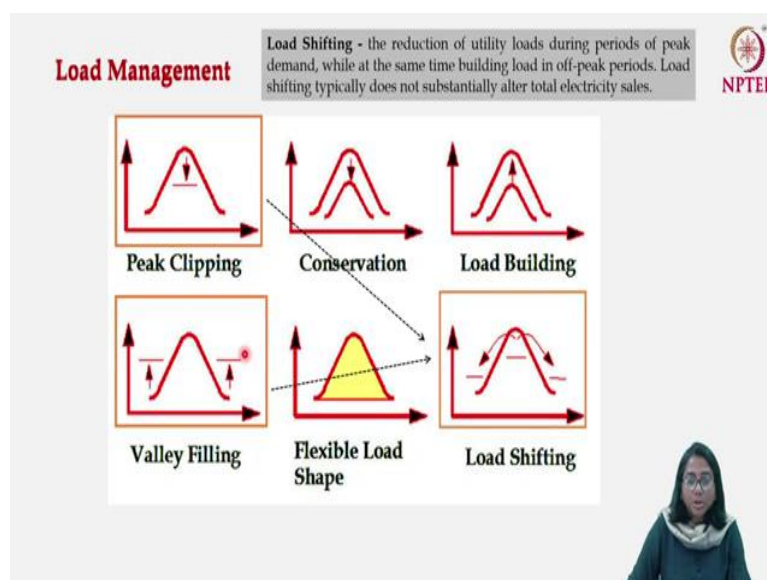 Load Management
Load Shifting - the reduction of utility loads during periods of peak
demand, while at the same time building load in off-peak periods. Load
shifting typically does not substantially alter total electricity sales.
NPTEL
Peak Clipping
Conservation
Load Building
Valley Filling
Flexible Load
Shape
Load Shifting